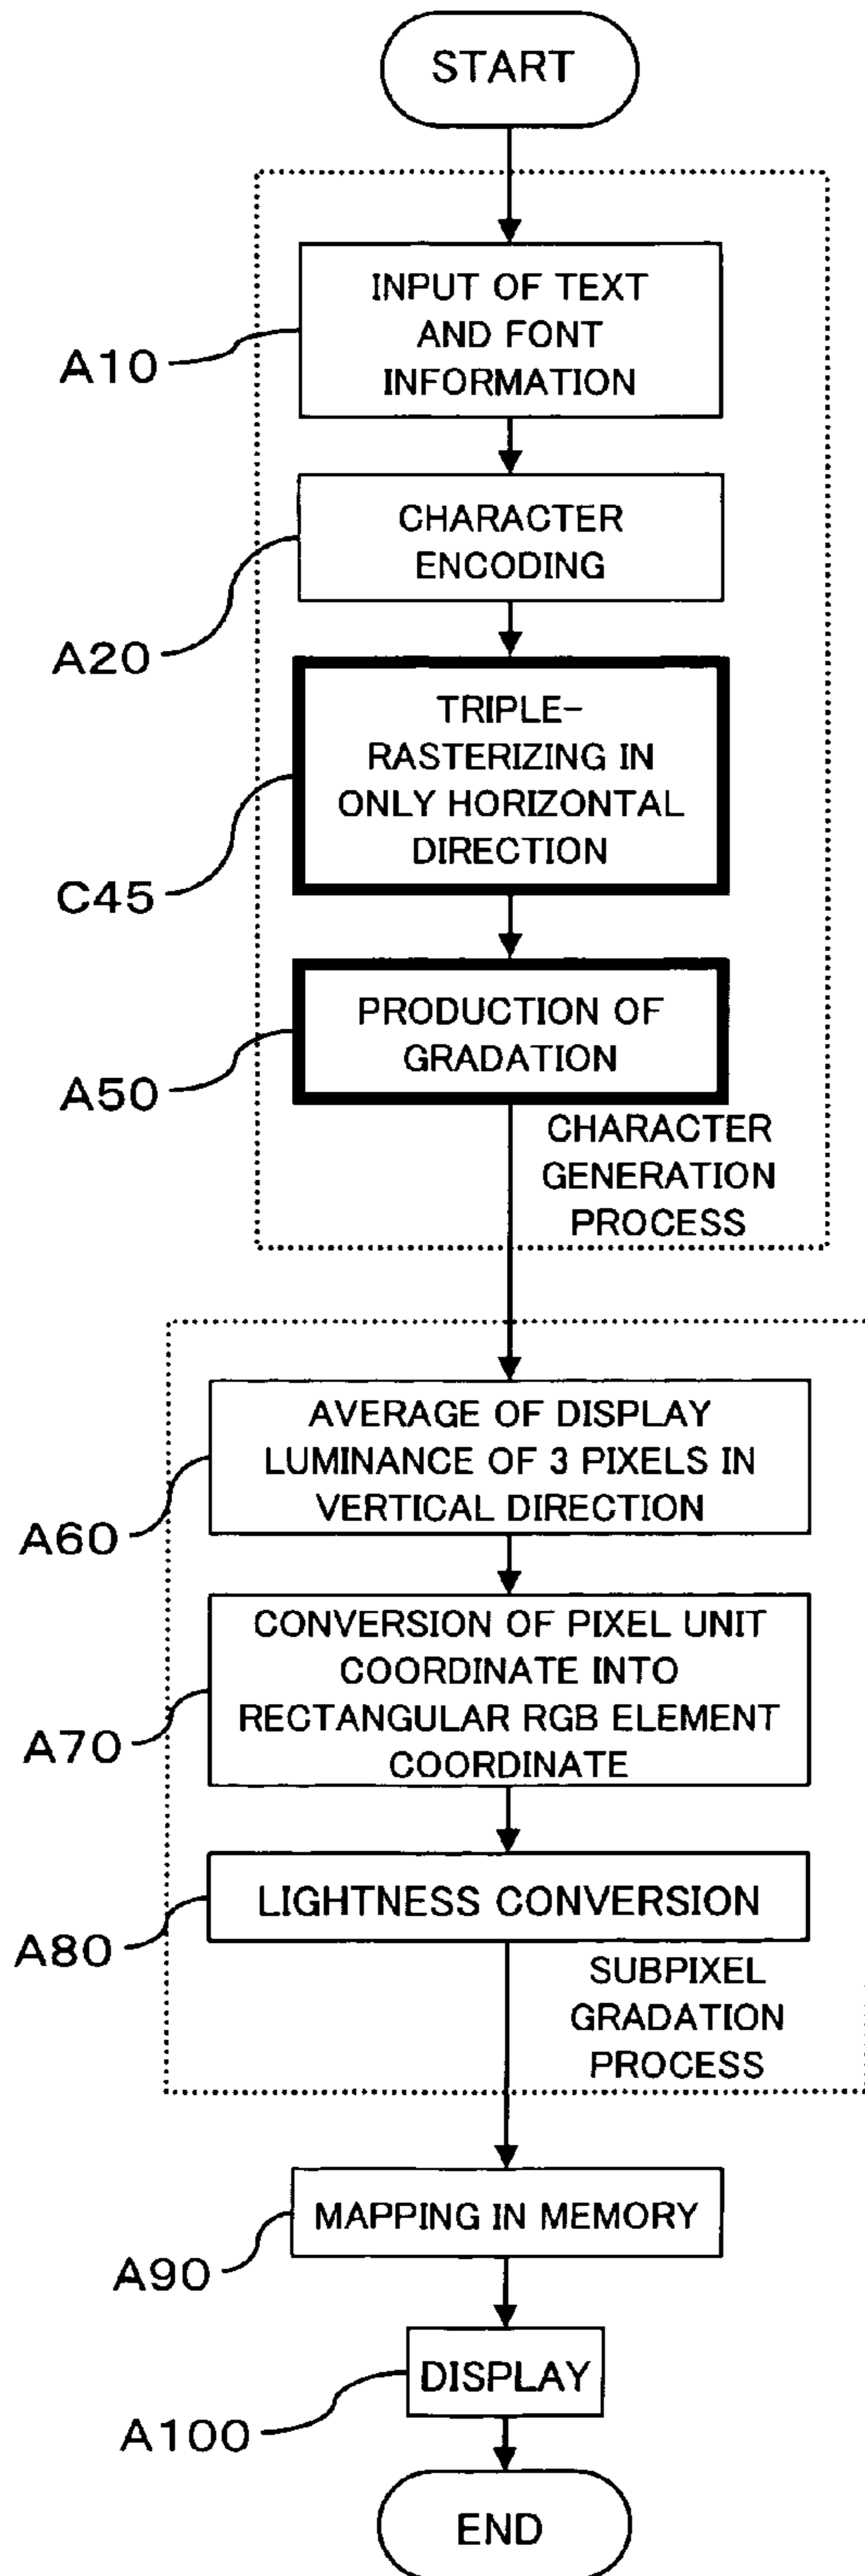 START
INPUT OF TEXT
AND FONT
INFORMATION
A10
CHARACTER
ENCODING
A20
TRIPLE-
RASTERIZING IN
ONLY HORIZONTAL
DIRECTION
C45
PRODUCTION OF
GRADATION
A50
CHARACTER
GENERATION
PROCESS
AVERAGE OF DISPLAY
LUMINANCE OF 3 PIXELS IN
VERTICAL DIRECTION
A60
CONVERSION OF PIXEL UNIT
COORDINATE INTO
RECTANGULAR RGB ELEMENT
COORDINATE
A70
LIGHTNESS CONVERSION
A80
SUBPIXEL
GRADATION
PROCESS
MAPPING IN MEMORY
A90
DISPLAY
A100
END